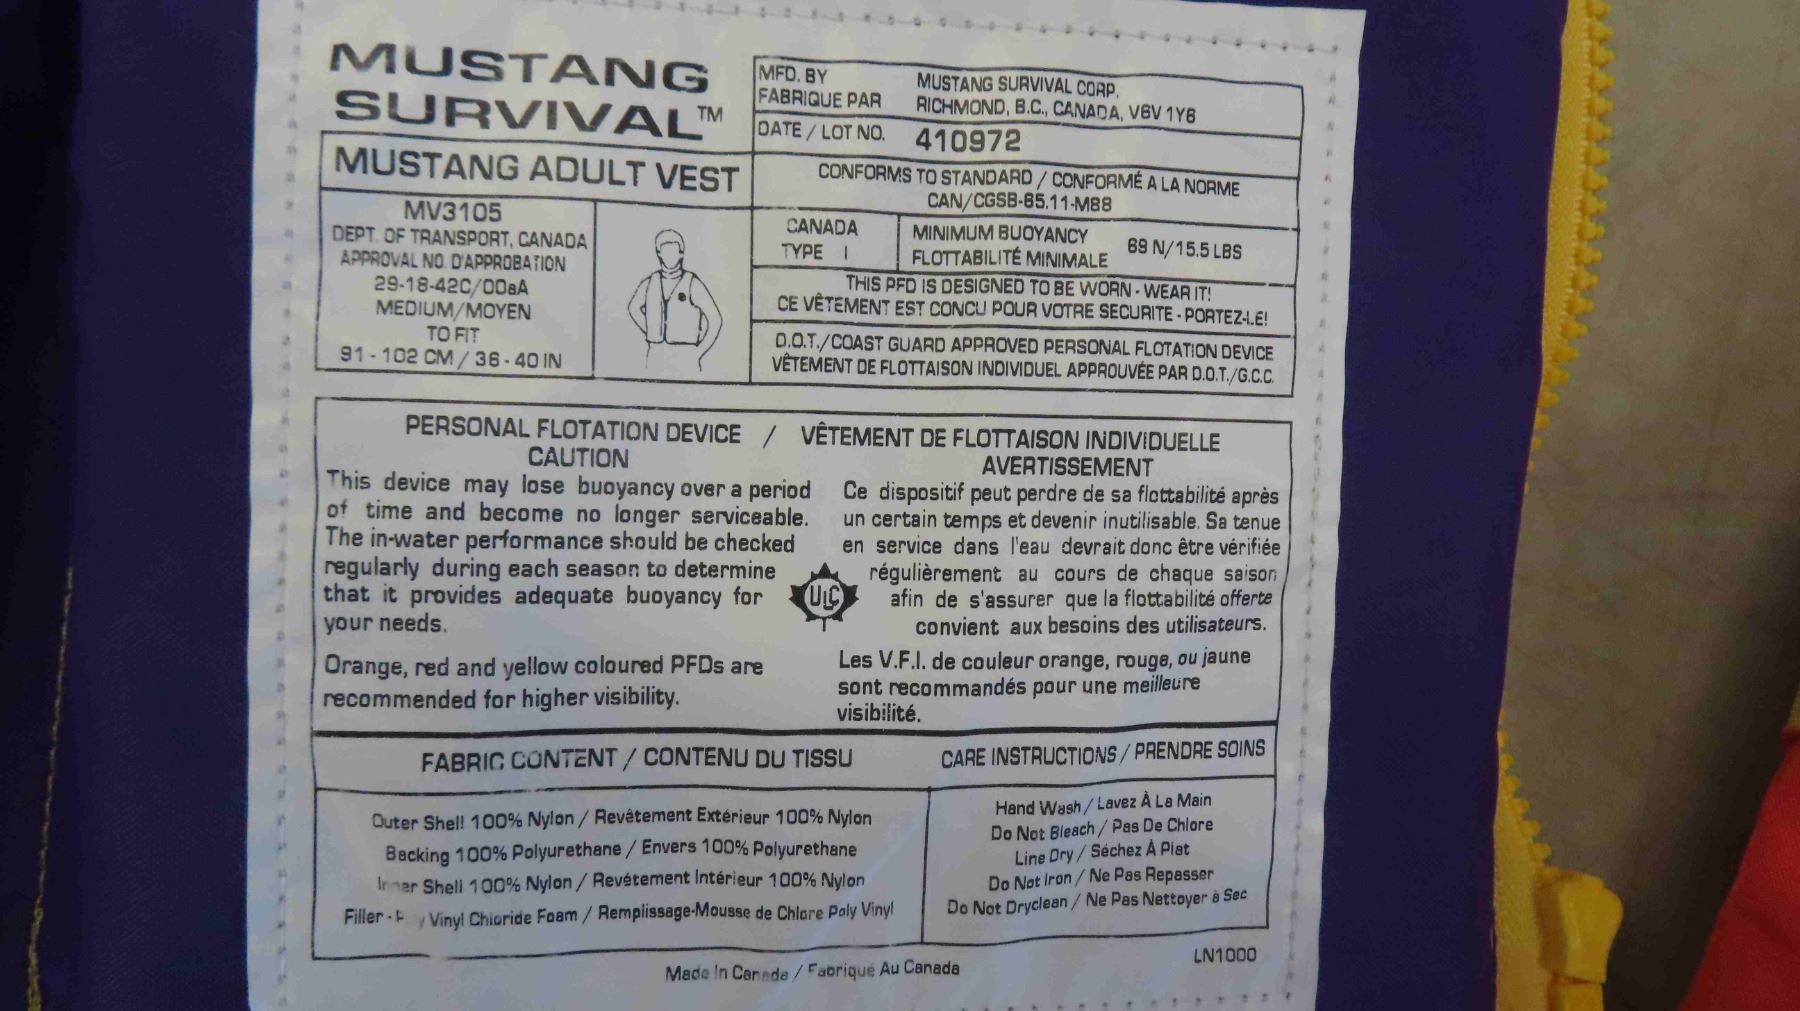 MUSTANG
SURVIVAL™
MUSTANG ADULT VEST
MV3105
DEPT. OF TRANSPORT, CANADA
APPROVAL NO. D'APPROBATION
29-18-42C/008A
MEDIUM/MOYEN
TO FIT
91 - 102 CM / 36 - 40 IN
MFD. BY MUSTANG SURVIVAL CORP.
FABRIQUE PAR RICHMOND, B.C., CANADA, V6V 1Y6
DATE / LOT NO. 410972
CONFORMS TO STANDARD / CONFORMÉ A LA NORME
CAN/CGSB-65.11-M88
CANADA
TYPE I
MINIMUM BUOYANCY
FLOTTABILITÉ MINIMALE
69 N/15.5 LBS
THIS PFD IS DESIGNED TO BE WORN - WEAR IT!
CE VÊTEMENT EST CONCU POUR VOTRE SECURITE - PORTEZ-LE!
D.O.T./COAST GUARD APPROVED PERSONAL FLOTATION DEVICE
VÊTEMENT DE FLOTTAISON INDIVIDUEL APPROUVÉE PAR D.O.T./G.C.C.
PERSONAL FLOTATION DEVICE / VÊTEMENT DE FLOTTAISON INDIVIDUELLE
CAUTION
This device may lose buoyancy over a period
of time and become no longer serviceable.
The in-water performance should be checked
regularly during each season to determine
that it provides adequate buoyancy for
your needs.
Orange, red and yellow coloured PFDs are
recommended for higher visibility.
ULC
AVERTISSEMENT
Ce dispositif peut perdre de sa flottabilité après
un certain temps et devenir inutilisable. Sa tenue
en service dans l'eau devrait donc être vérifiée
régulièrement au cours de chaque saison
afin de s'assurer que la flottabilité offerte
convient aux besoins des utilisateurs.
Les V.F.I. de couleur orange, rouge, ou jaune
sont recommandés pour une meilleure
visibilité.
FABRIC CONTENT / CONTENU DU TISSU
Outer Shell 100% Nylon / Revêtement Extérieur 100% Nylon
Backing 100% Polyurethane / Envers 100% Polyurethane
Inner Shell 100% Nylon / Revétement Intérieur 100% Nylon
Filler - Vinyl Chloride Foam / Remplissage-Mousse de Chlore Poly Vinyl
CARE INSTRUCTIONS / PRENDRE SOINS
Hand Wash / Lavez À La Main
Do Not Bleach / Pas De Chlore
Line Dry / Séchez À Plat
Do Not Iron / Ne Pas Repasser
Do Not Dryclean / Ne Pas Nettoyer à Sec
LN1000
Made In Canada / Fabriqué Au Canada